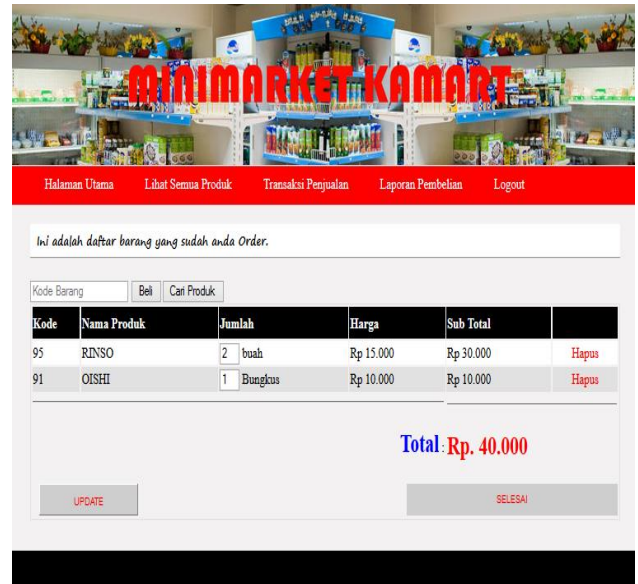 MINIMARKET KAMART
Halaman Utama Lihat Semua Produk Transaksi Penjualan Laporan Pembelian Logout
Ini adalah daftar barang yang sudah anda Order.
Kode Barang Beli Cari Produk
Kode Nama Produk Jumlah Harga Sub Total
95 RINSO 2 buah Rp 15.000 Rp 30.000 Hapus
91 OISHI 1 Bungkus Rp 10.000 Rp 10.000 Hapus
Total : Rp. 40.000
UPDATE SELESAI